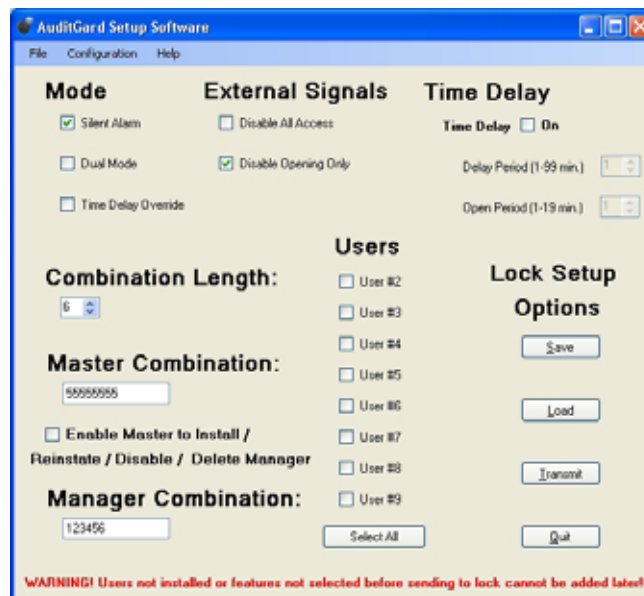 AuditGard Setup Software
File Configuration Help
Mode
Silent Alarm
Dual Mode
Time Delay Override
External Signals
Disable All Access
Disable Opening Only
Time Delay
Time Delay On
Delay Period (1-99 min.) 1
Open Period (1-19 min.) 1
Combination Length:
6
Master Combination:
55555555
Enable Master to Install /
Reinstate / Disable / Delete Manager
Manager Combination:
123456
Users
User #2
User #3
User #4
User #5
User #6
User #7
User #8
User #9
Select All
Lock Setup
Options
Save
Load
Transmit
Quit
WARNING! Users not installed or features not selected before sending to lock cannot be added later!